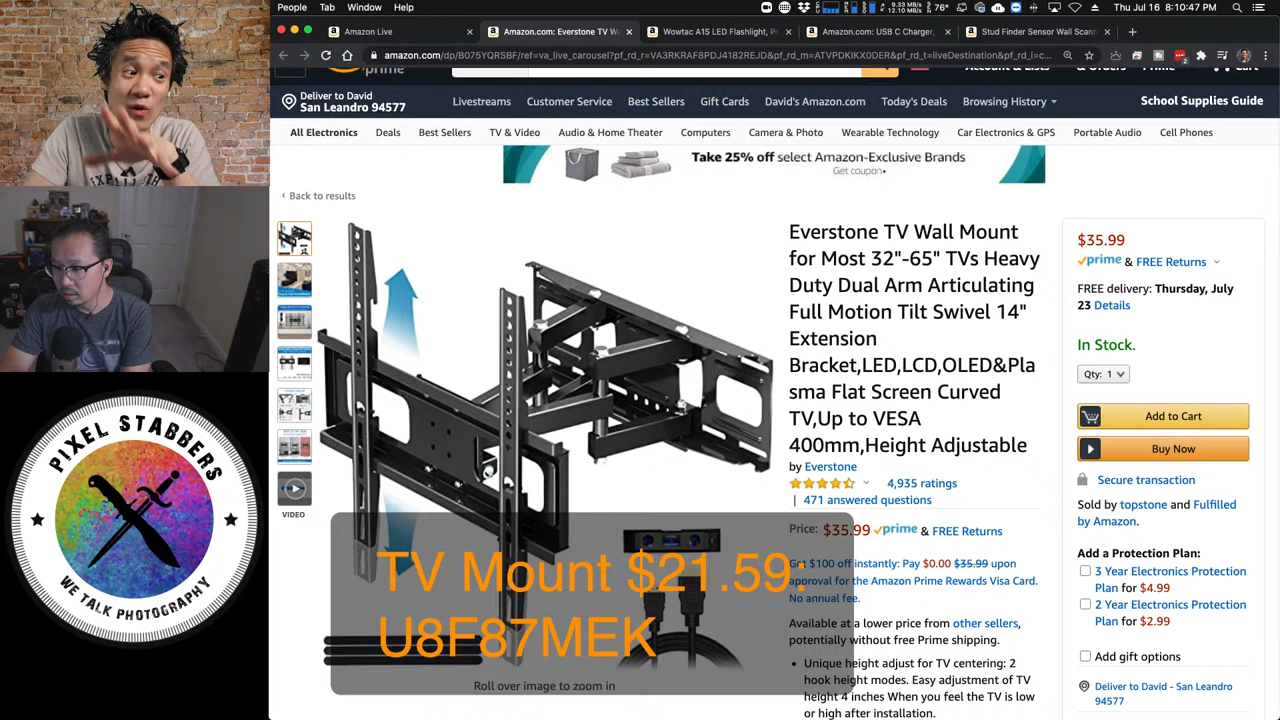 People Tab Window Help
9.93 MB/s
Thu Jul 16 5:10:47 PM
Amazon Live
Amazon.com: Everstone TV W
Wowtac A1S LED Flashlight, Po
Amazon.com: USB C Charger,
Stud Finder Sensor Wall Scann
amazon.com/dp/B075YQRSBF/ref=va_live_carousel?pf_rd_r=VA3RKRAF8PDJ4182REJD&pf_rd_m=ATVPDKIKX0DER&pf_rd_t=liveDestination&pf_rd_i=c...
prime
Deliver to David
San Leandro 94577
Livestreams Customer Service Best Sellers Gift Cards David's Amazon.com Today's Deals Browsing History
School Supplies Guide
All Electronics Deals Best Sellers TV & Video Audio & Home Theater Computers Camera & Photo Wearable Technology Car Electronics & GPS Portable Audio Cell Phones
Take 25% off select Amazon-Exclusive Brands
Get coupon
‹ Back to results
Everstone TV Wall Mount
for Most 32"-65" TVs Heavy
Duty Dual Arm Articulating
Full Motion Tilt Swivel 14"
Extension
Bracket,LED,LCD,OLED&Pla
sma Flat Screen Curved
TV,Up to VESA
400mm,Height Adjustable
by Everstone
4,935 ratings
| 471 answered questions
Price: $35.99 prime & FREE Returns
Get $100 off instantly: Pay $0.00 $35.99 upon
approval for the Amazon Prime Rewards Visa Card.
No annual fee.
Available at a lower price from other sellers,
potentially without free Prime shipping.
• Unique height adjust for TV centering: 2
hook height modes. Easy adjustment of TV
height 4 inches When you feel the TV is low
or high after installation.
VIDEO
Roll over image to zoom in
TV Mount $21.59:
U8F87MEK
$35.99
prime & FREE Returns
FREE delivery: Thursday, July
23 Details
In Stock.
Qty: 1
Add to Cart
Buy Now
Secure transaction
Sold by topstone and Fulfilled
by Amazon.
Add a Protection Plan:
3 Year Electronics Protection
Plan for $4.99
2 Year Electronics Protection
Plan for $2.99
Add gift options
Deliver to David - San Leandro
94577
PIXEL STABBERS
WE TALK PHOTOGRAPHY